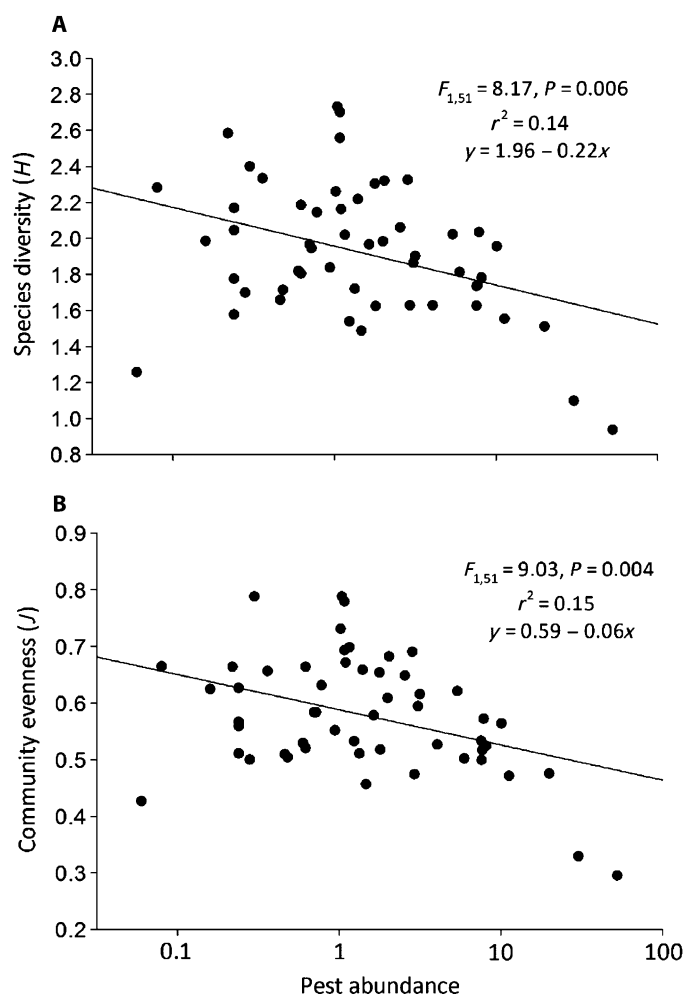 A
3.0
2.8
2.6
2.4
2.2
2.0
1.8
1.6
1.4
1.2
1.0
0.8
Species diversity (H)
F1,51 = 8.17, P = 0.006
r² = 0.14
y = 1.96 – 0.22x
B
0.9
0.8
0.7
0.6
0.5
0.4
0.3
0.2
Community evenness (J)
F1,51 = 9.03, P = 0.004
r² = 0.15
y = 0.59 – 0.06x
0.1 1 10 100
Pest abundance